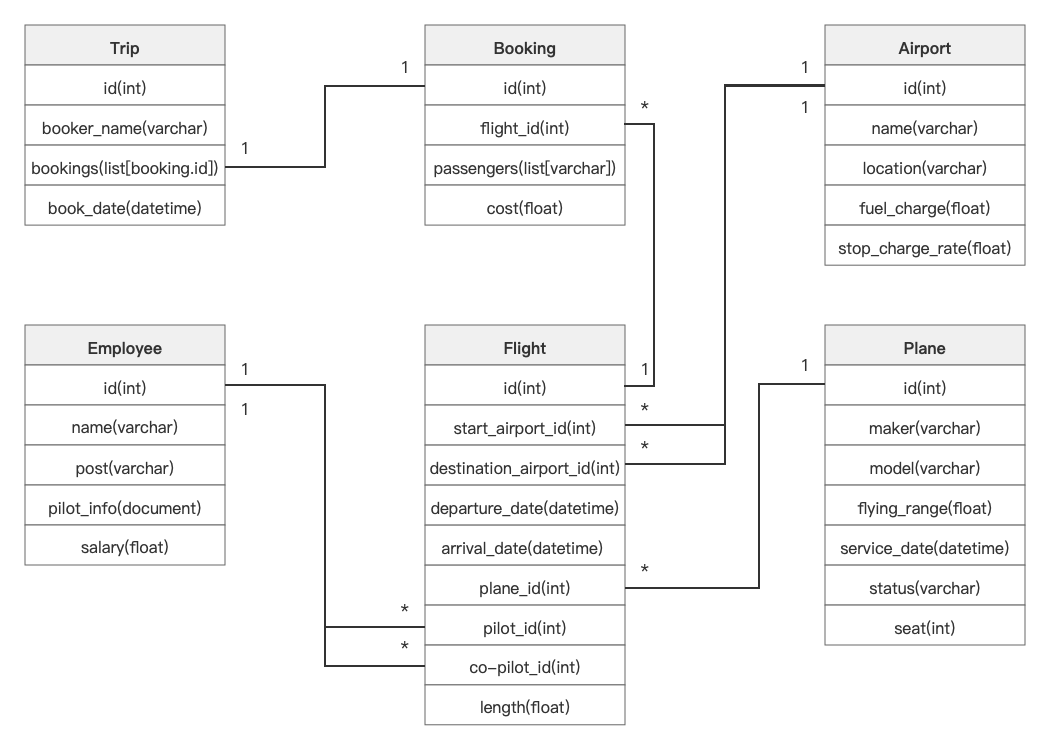 Trip
id(int)
booker_name(varchar)
bookings(list[booking.id])
book_date(datetime)
1
1
Booking
id(int)
flight_id(int)
passengers(list[varchar])
cost(float)
*
1
1
Airport
id(int)
name(varchar)
location(varchar)
fuel_charge(float)
stop_charge_rate(float)
Employee
id(int)
name(varchar)
post(varchar)
pilot_info(document)
salary(float)
1
1
*
*
Flight
id(int)
start_airport_id(int)
destination_airport_id(int)
departure_date(datetime)
arrival_date(datetime)
plane_id(int)
pilot_id(int)
co-pilot_id(int)
length(float)
1
*
*
*
1
Plane
id(int)
maker(varchar)
model(varchar)
flying_range(float)
service_date(datetime)
status(varchar)
seat(int)